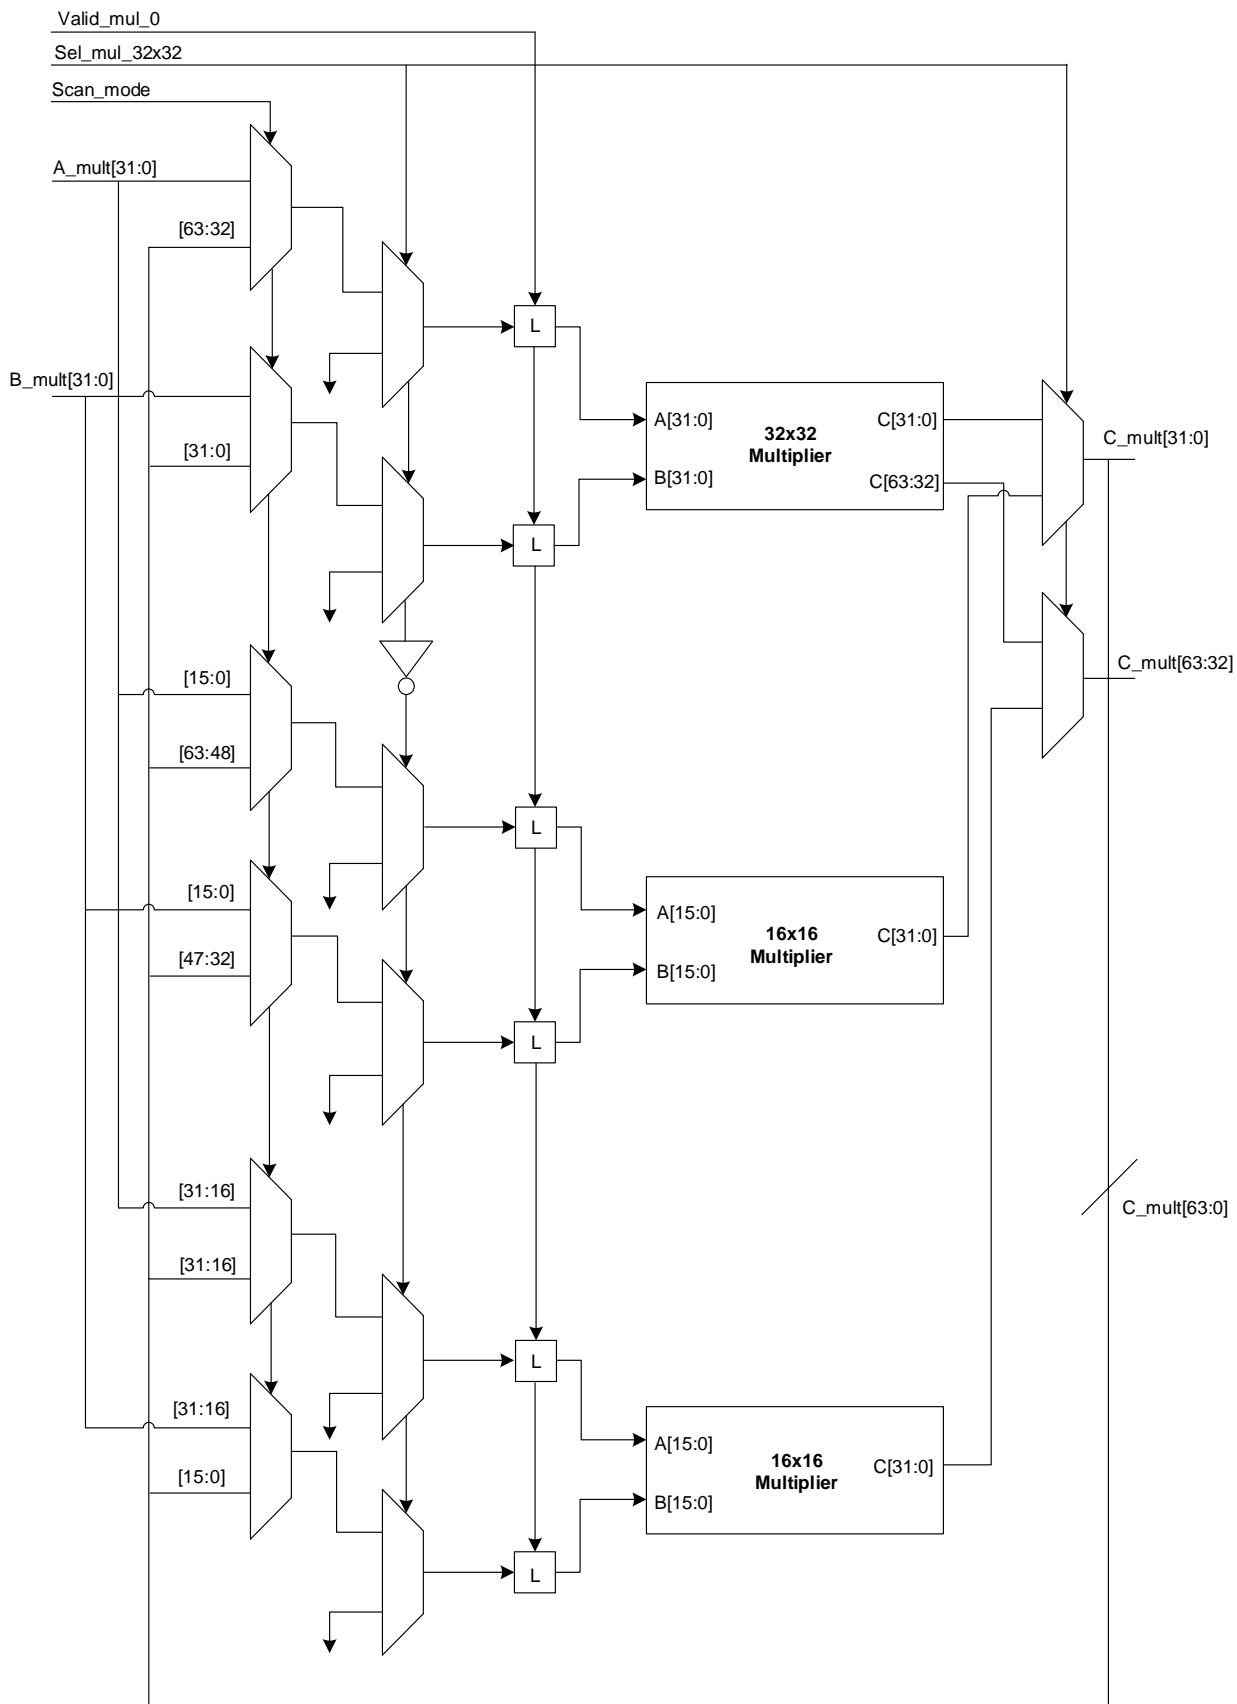 Valid_mul_0
Sel_mul_32x32
Scan_mode
A_mult[31:0]
[63:32]
L
B_mult[31:0]
[31:0]
A[31:0]
32x32
Multiplier
B[31:0]
C[31:0]
C[63:32]
C_mult[31:0]
L
[15:0]
[63:48]
C_mult[63:32]
L
[15:0]
[47:32]
A[15:0]
16x16
Multiplier
B[15:0]
C[31:0]
L
[31:16]
[31:16]
C_mult[63:0]
L
[31:16]
[15:0]
A[15:0]
16x16
Multiplier
B[15:0]
C[31:0]
L